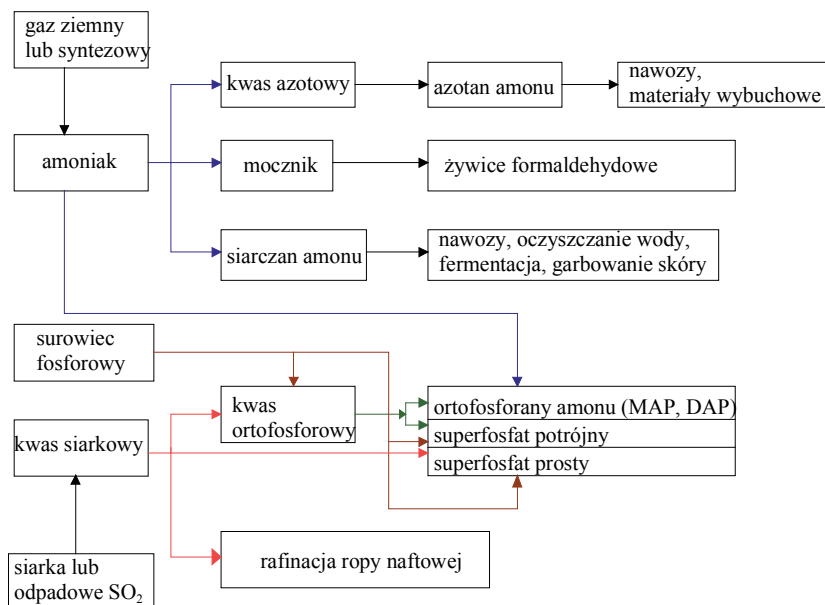 gaz ziemny
lub syntezowy
kwas azotowy
azotan amonu
nawozy,
materiały wybuchowe
amoniak
mocznik
żywice formaldehydowe
siarczan amonu
nawozy, oczyszczanie wody,
fermentacja, garbowanie skóry
surowiec
fosforowy
kwas
ortofosforowy
ortofosforany amonu (MAP, DAP)
superfosfat potrójny
superfosfat prosty
kwas siarkowy
rafinacja ropy naftowej
siarka lub
odpadowe SO₂